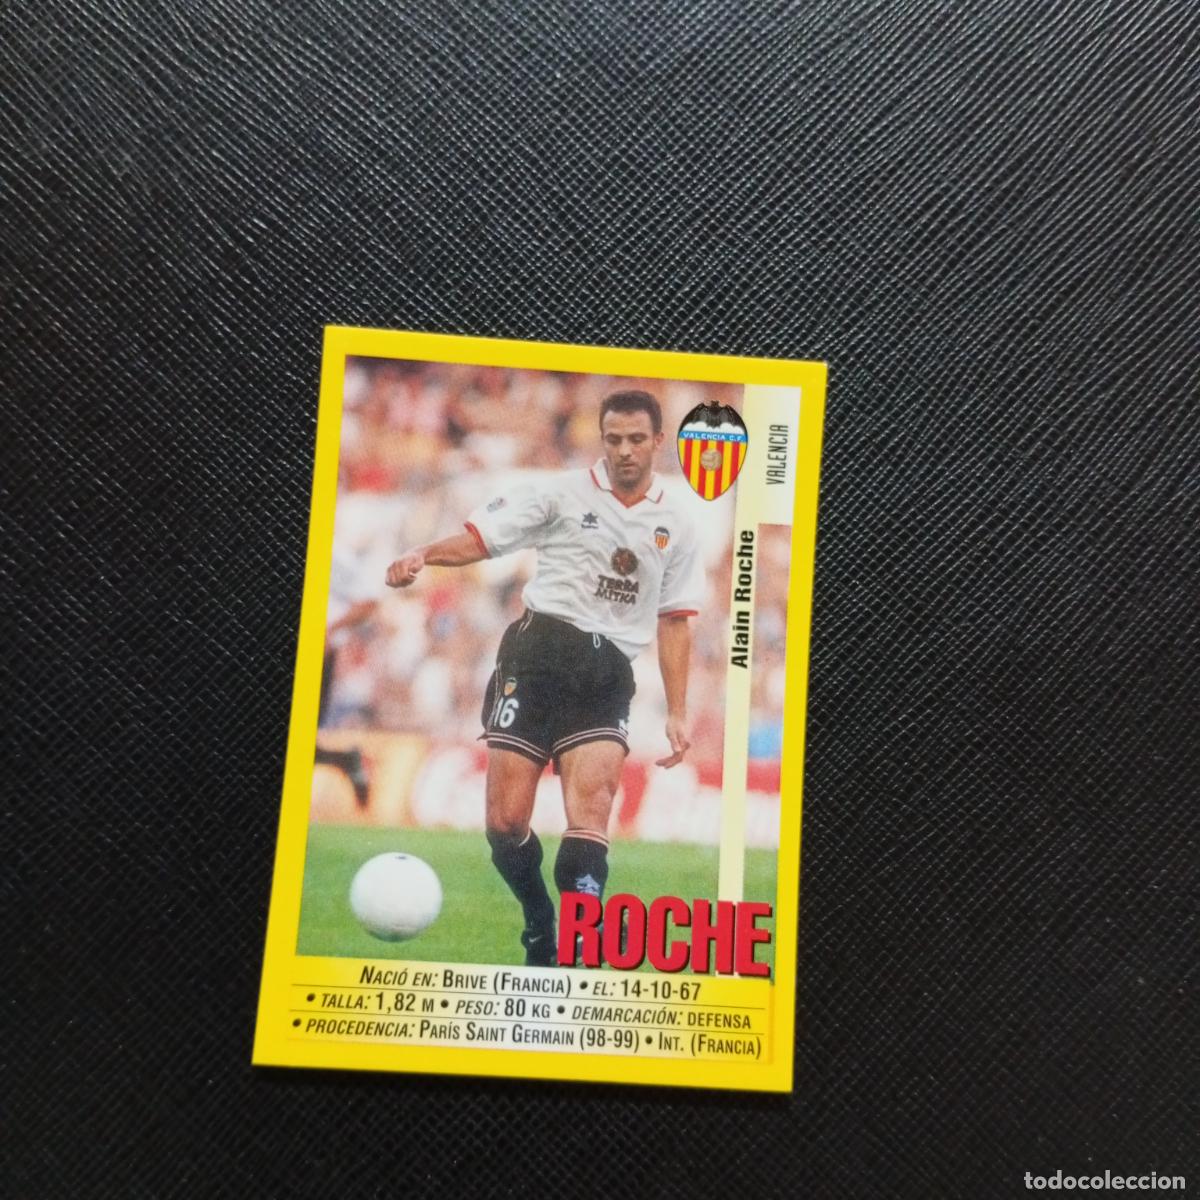 VALENCIA C.F
VALENCIA
Alain Roche
TERRA
MITICA
16
ROCHE
NACIÓ EN: BRIVE (FRANCIA) • EL: 14-10-67
• TALLA: 1,82 M • PESO: 80 KG • DEMARCACIÓN: DEFENSA
• PROCEDENCIA: PARÍS SAINT GERMAIN (98-99) • INT. (FRANCIA)
todocoleccion